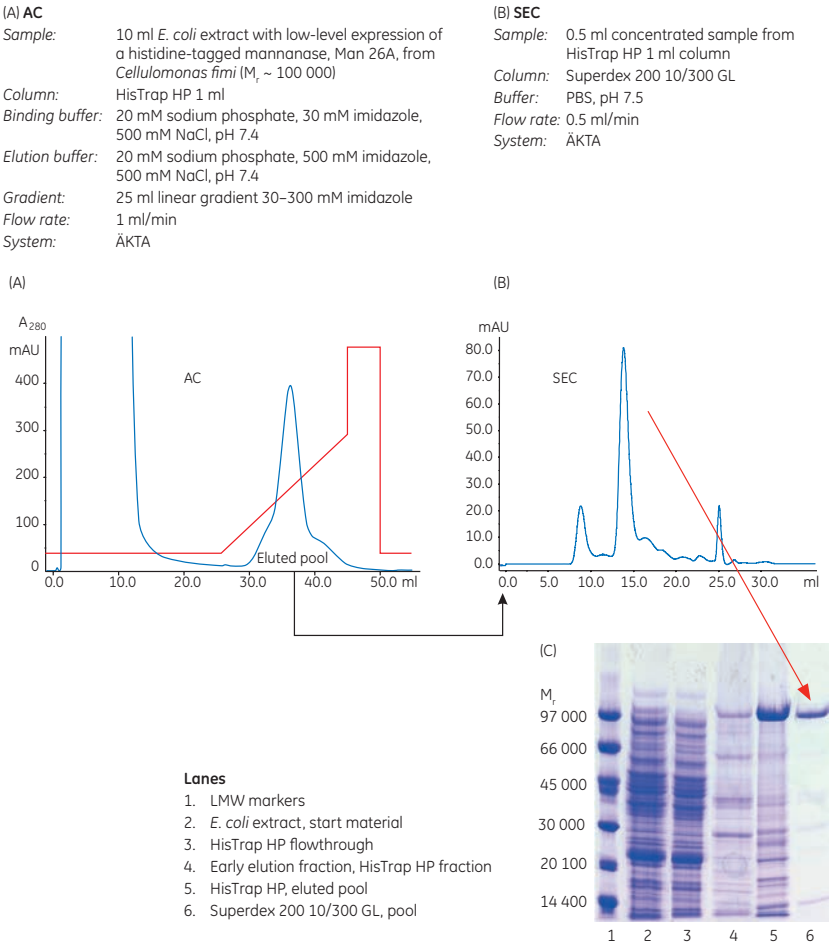 (A) AC
Sample: 10 ml E. coli extract with low-level expression of
a histidine-tagged mannanase, Man 26A, from
Cellulomonas fimi (Mr ~ 100 000)
Column: HisTrap HP 1 ml
Binding buffer: 20 mM sodium phosphate, 30 mM imidazole,
500 mM NaCl, pH 7.4
Elution buffer: 20 mM sodium phosphate, 500 mM imidazole,
500 mM NaCl, pH 7.4
Gradient: 25 ml linear gradient 30–300 mM imidazole
Flow rate: 1 ml/min
System: ÄKTA
(B) SEC
Sample: 0.5 ml concentrated sample from
HisTrap HP 1 ml column
Column: Superdex 200 10/300 GL
Buffer: PBS, pH 7.5
Flow rate: 0.5 ml/min
System: ÄKTA
(A)
A280
mAU
400
300
200
100
0
AC
Eluted pool
0.0 10.0 20.0 30.0 40.0 50.0 ml
(B)
mAU
80.0
70.0
60.0
50.0
40.0
30.0
20.0
10.0
0.0
SEC
0.0 5.0 10.0 15.0 20.0 25.0 30.0 ml
(C)
Mr
97 000
66 000
45 000
30 000
20 100
14 400
1 2 3 4 5 6
Lanes
1. LMW markers
2. E. coli extract, start material
3. HisTrap HP flowthrough
4. Early elution fraction, HisTrap HP fraction
5. HisTrap HP, eluted pool
6. Superdex 200 10/300 GL, pool